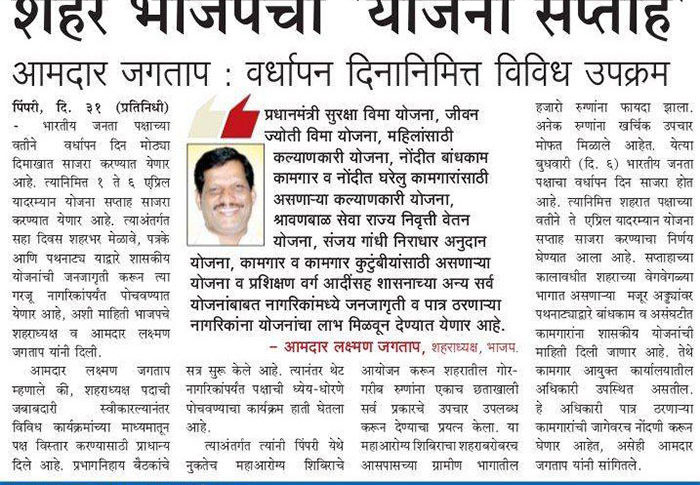 शहर भाजपचा 'योजना सप्ताह'
आमदार जगताप : वर्धापन दिनानिमित्त विविध उपक्रम
पिंपरी, दि. ३१ (प्रतिनिधी)
- भारतीय जनता पक्षाच्या
वतीने वर्धापन दिन मोठ्या
दिमाखात साजरा करण्यात येणार
आहे. त्यानिमित्त १ ते ६ एप्रिल
यादरम्यान योजना सप्ताह साजरा
करण्यात येणार आहे. त्याअंतर्गत
सहा दिवस शहरभर मेळावे, पत्रके
आणि पथनाट्य याद्वारे शासकीय
योजनांची जनजागृती करून त्या
गरजू नागरिकांपर्यंत पोचवण्यात
येणार आहे, अशी माहिती भाजपचे
शहराध्यक्ष व आमदार लक्ष्मण
जगताप यांनी दिली.
आमदार लक्ष्मण जगताप
म्हणाले की, शहराध्यक्ष पदाची
जबाबदारी स्वीकारल्यानंतर
विविध कार्यक्रमांच्या माध्यमातून
पक्ष विस्तार करण्यासाठी प्राधान्य
दिले आहे. प्रभागनिहाय बैठकांचे
प्रधानमंत्री सुरक्षा विमा योजना, जीवन
ज्योती विमा योजना, महिलांसाठी
कल्याणकारी योजना, नोंदीत बांधकाम
कामगार व नोंदीत घरेलु कामगारांसाठी
असणाऱ्या कल्याणकारी योजना,
श्रावणबाळ सेवा राज्य निवृत्ती वेतन
योजना, संजय गांधी निराधार अनुदान
योजना, कामगार व कामगार कुटुंबीयांसाठी असणाऱ्या
योजना व प्रशिक्षण वर्ग आदींसह शासनाच्या अन्य सर्व
योजनांबाबत नागरिकांमध्ये जनजागृती व पात्र ठरणाऱ्या
नागरिकांना योजनांचा लाभ मिळवून देण्यात येणार आहे.
- आमदार लक्ष्मण जगताप, शहराध्यक्ष, भाजप.
सत्र सुरू केले आहे. त्यानंतर थेट
नागरिकांपर्यंत पक्षाची ध्येय-धोरणे
पोचवण्याचा कार्यक्रम हाती घेतला
आहे.
त्याअंतर्गत त्यांनी पिंपरी येथे
नुकतेच महाआरोग्य शिबिराचे
आयोजन करून शहरातील गोर-
गरीब रुग्णांना एकाच छताखाली
सर्व प्रकारचे उपचार उपलब्ध
करून देण्याचा प्रयत्न केला. या
महाआरोग्य शिबिराचा शहराबरोबरच
आसपासच्या ग्रामीण भागातील
हजारो रुग्णांना फायदा झाला.
अनेक रुग्णांना खर्चिक उपचार
मोफत मिळाले आहेत. येत्या
बुधवारी (दि. ६) भारतीय जनता
पक्षाचा वर्धापन दिन साजरा होत
आहे. त्यानिमित्त शहरात पक्षाच्या
वतीने ते एप्रिल यादरम्यान योजना
सप्ताह साजरा करण्याचा निर्णय
घेण्यात आला आहे. सप्ताहाच्या
कालावधीत शहराच्या वेगवेगळ्या
भागात असणाऱ्या मजूर अड्ड्यांवर
पथनाट्याद्वारे बांधकाम व असंघटीत
कामगारांना शासकीय योजनांची
माहिती दिली जाणार आहे. तेथे
कामगार आयुक्त कार्यालयातील
अधिकारी उपस्थित असतील.
हे अधिकारी पात्र ठरणाऱ्या
कामगारांची जागेवरच नोंदणी करून
घेणार आहेत, असेही आमदार
जगताप यांनी सांगितले.